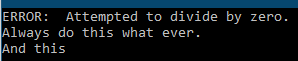 ERROR:  Attempted to divide by zero.
Always do this what ever.
And this